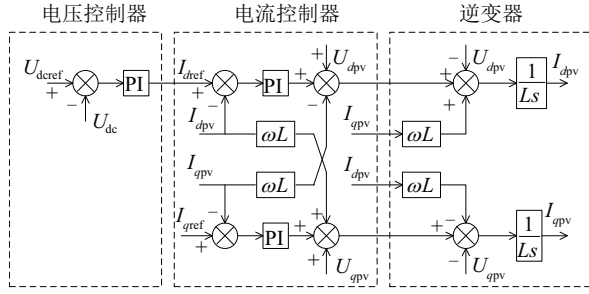 电压控制器 电流控制器 逆变器
+ U_dpv − U_dpv
U_dcref PI I_dref PI + − 1/Ls I_dpv
+ − + − − +
U_dc I_dpv ωL I_qpv ωL
I_qpv ωL I_dpv ωL
− + −
I_qref PI + 1/Ls I_qpv
+ + −
U_qpv U_qpv